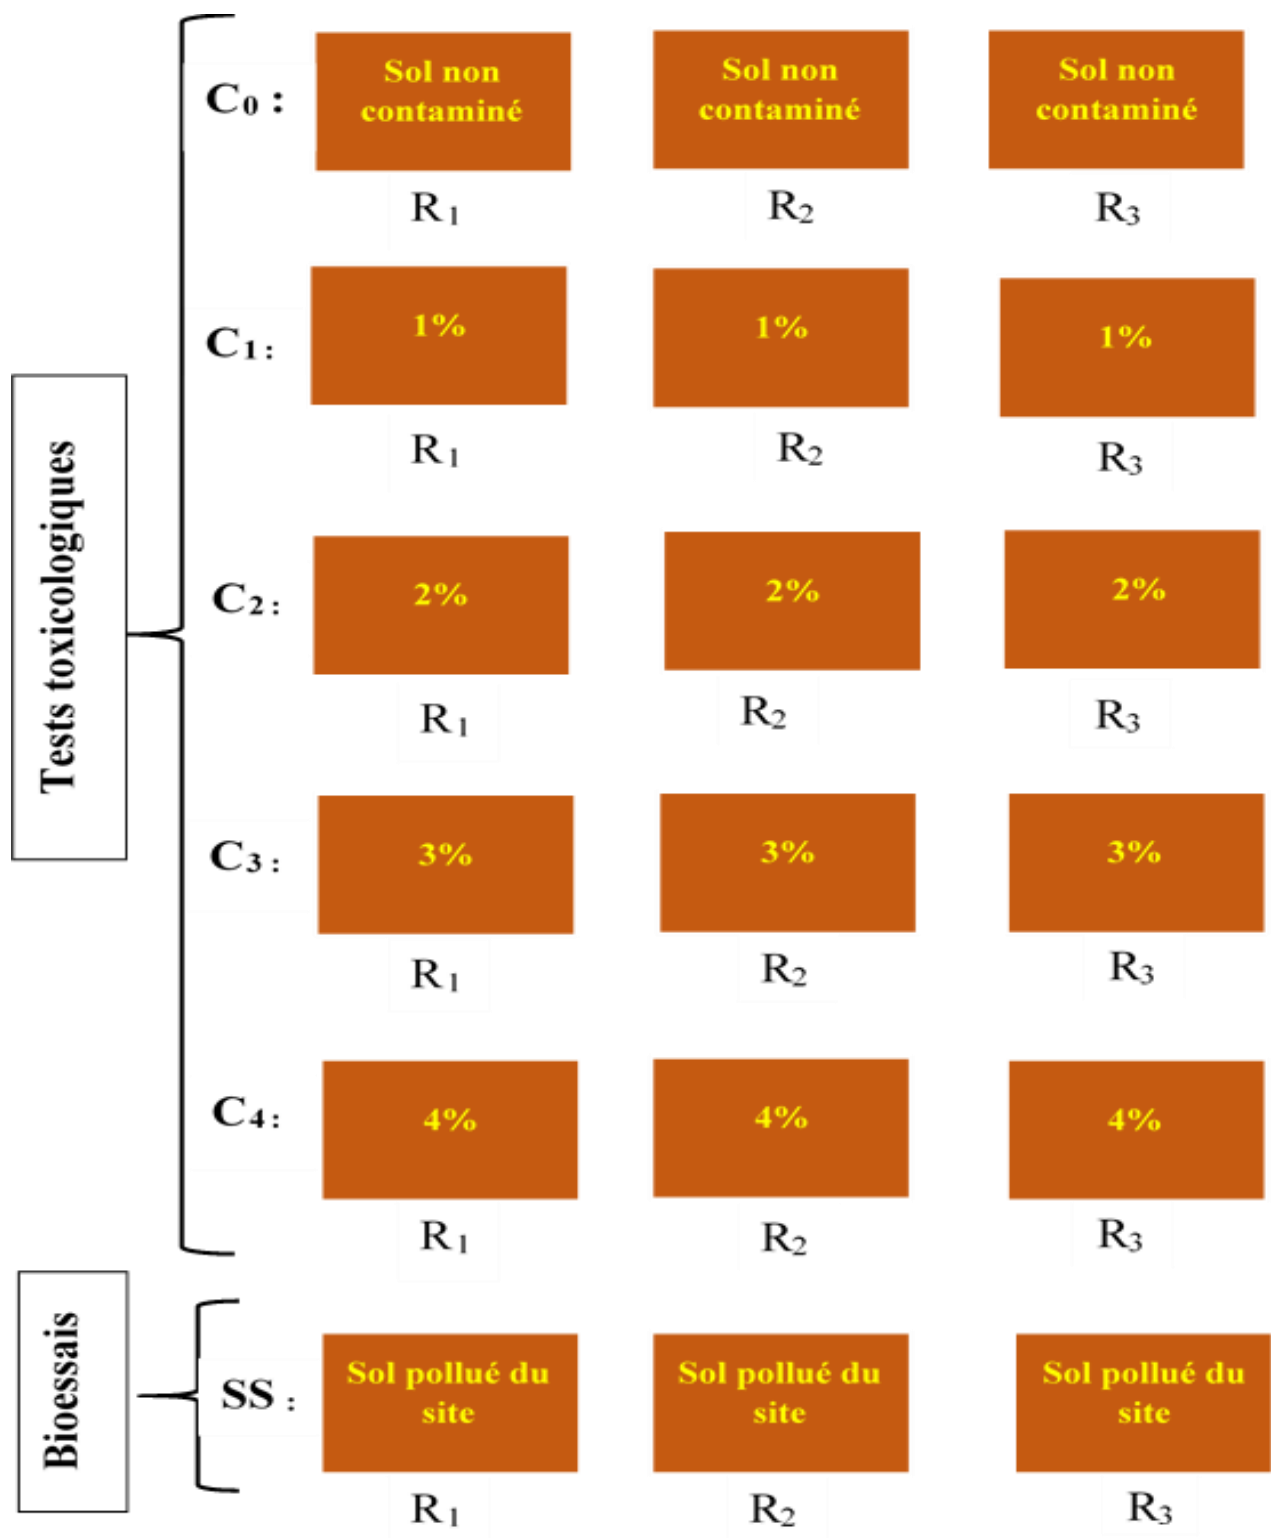 Tests toxicologiques
C₀ :
Sol non
contaminé
Sol non
contaminé
Sol non
contaminé
R₁
R₂
R₃
C₁ :
1%
1%
1%
R₁
R₂
R₃
C₂ :
2%
2%
2%
R₁
R₂
R₃
C₃ :
3%
3%
3%
R₁
R₂
R₃
C₄ :
4%
4%
4%
R₁
R₂
R₃
Bioessais
SS :
Sol pollué du
site
Sol pollué du
site
Sol pollué du
site
R₁
R₂
R₃